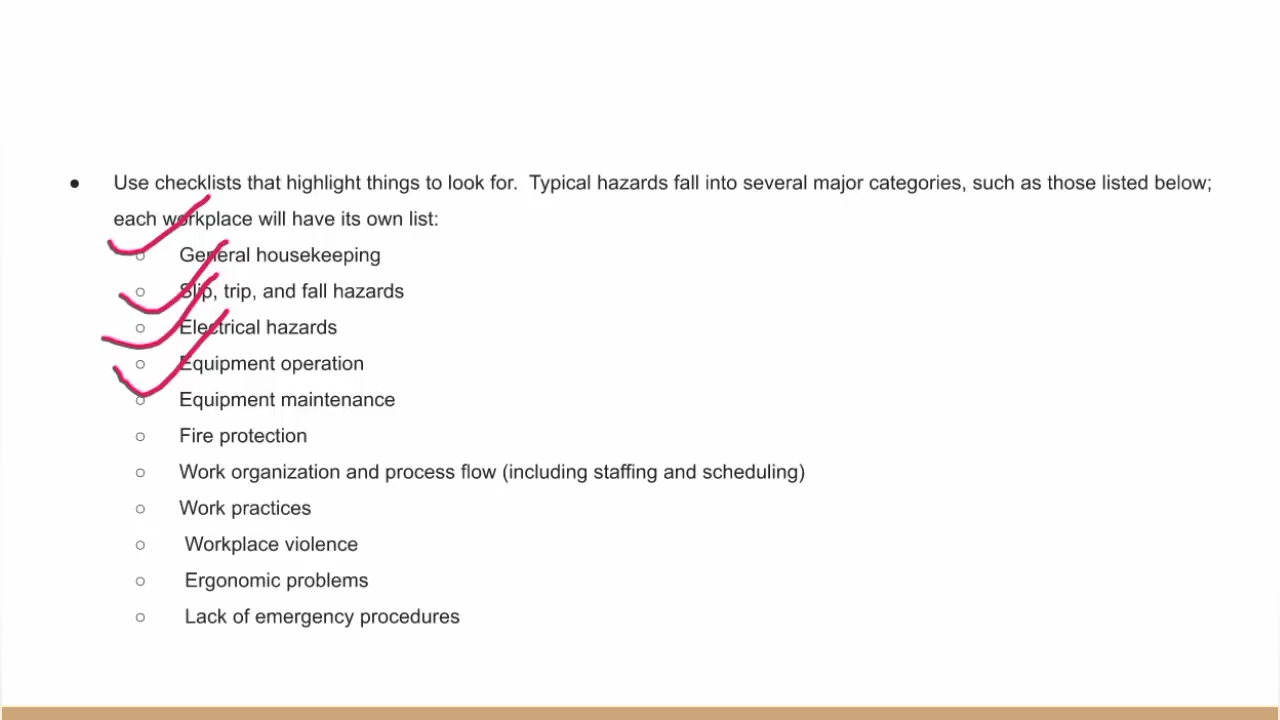 ● Use checklists that highlight things to look for.  Typical hazards fall into several major categories, such as those listed below;
each workplace will have its own list:
○ General housekeeping
○ Slip, trip, and fall hazards
○ Electrical hazards
○ Equipment operation
○ Equipment maintenance
○ Fire protection
○ Work organization and process flow (including staffing and scheduling)
○ Work practices
○ Workplace violence
○ Ergonomic problems
○ Lack of emergency procedures